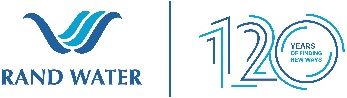 RAND WATER
120
YEARS
OF FINDING
NEW WAYS